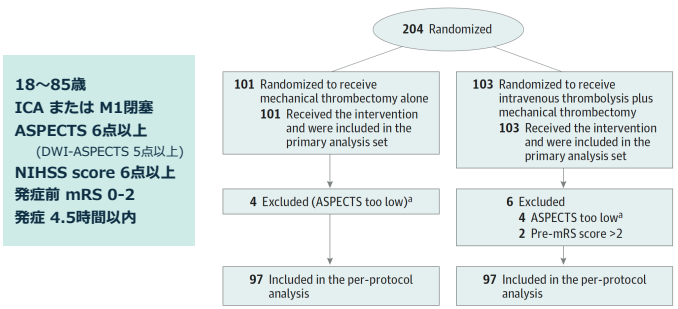 18～85歳
ICA または M1閉塞
ASPECTS 6点以上
(DWI-ASPECTS 5点以上)
NIHSS score 6点以上
発症前 mRS 0-2
発症 4.5時間以内
204 Randomized
101 Randomized to receive
mechanical thrombectomy alone
101 Received the intervention
and were included in the
primary analysis set
103 Randomized to receive
intravenous thrombolysis plus
mechanical thrombectomy
103 Received the intervention
and were included in the
primary analysis set
4 Excluded (ASPECTS too low)a
6 Excluded
4 ASPECTS too lowa
2 Pre-mRS score >2
97 Included in the per-protocol
analysis
97 Included in the per-protocol
analysis